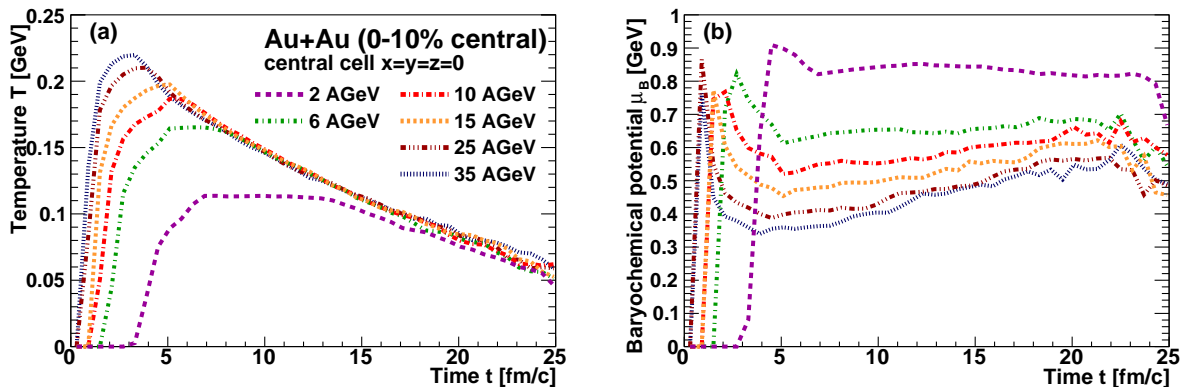 (a)
Au+Au (0-10% central)
central cell x=y=z=0
2 AGeV
10 AGeV
6 AGeV
15 AGeV
25 AGeV
35 AGeV
Temperature T [GeV]
0.25
0.2
0.15
0.1
0.05
0
0 5 10 15 20 25
Time t [fm/c]
(b)
Baryochemical potential μB [GeV]
1
0.9
0.8
0.7
0.6
0.5
0.4
0.3
0.2
0.1
0
0 5 10 15 20 25
Time t [fm/c]